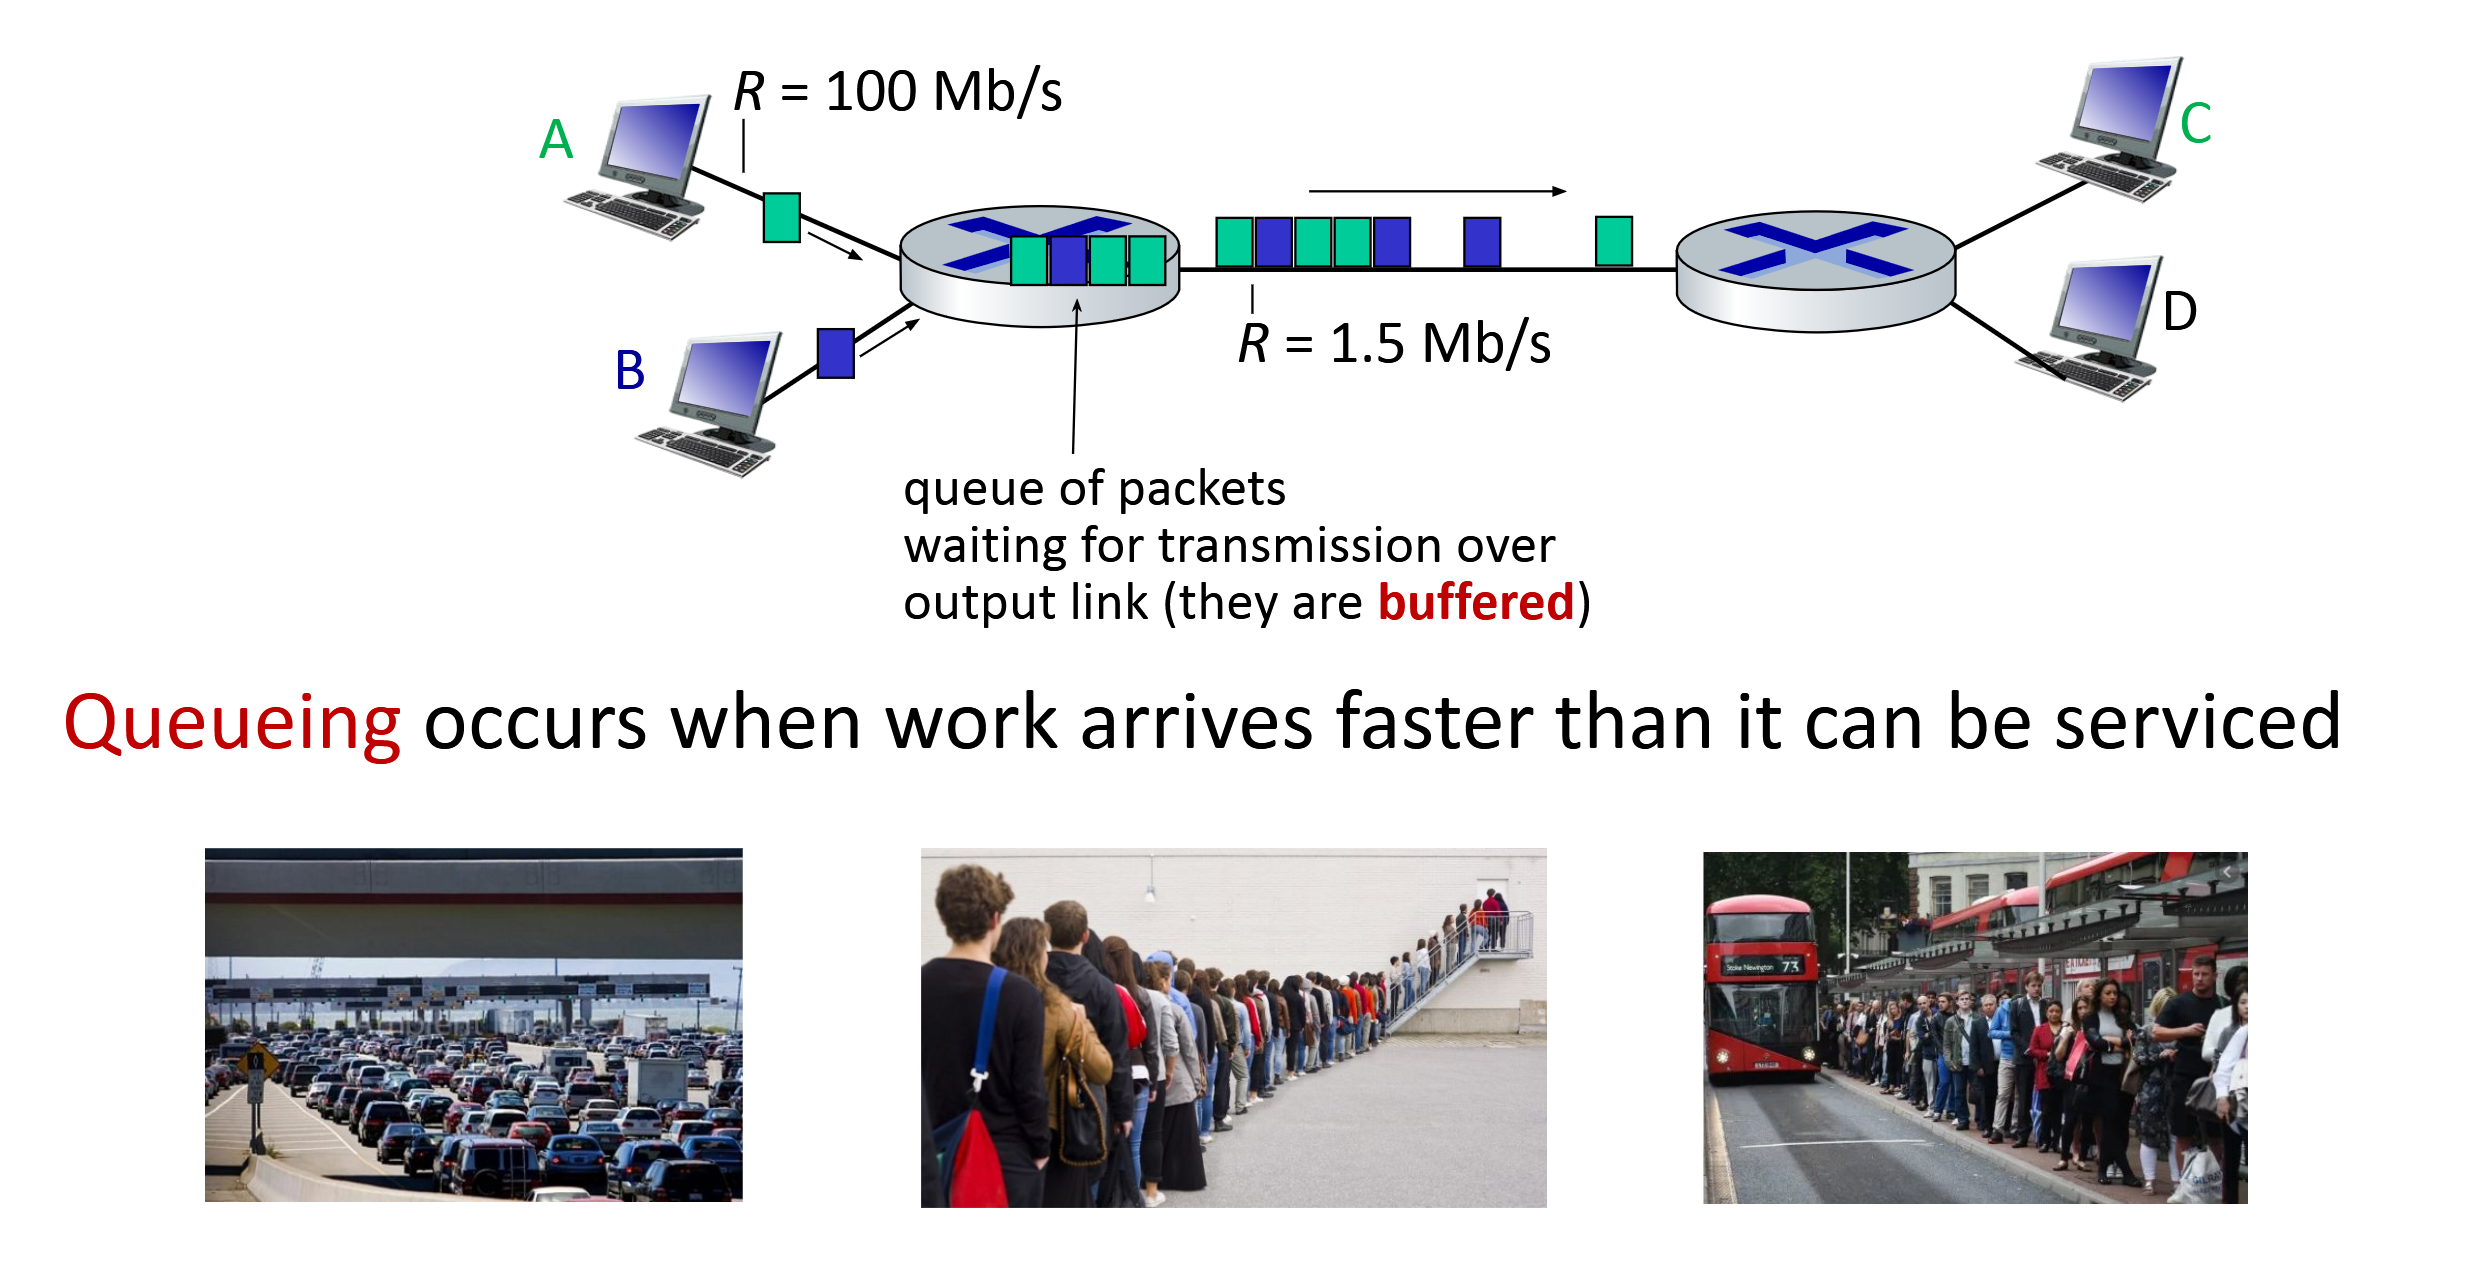 R = 100 Mb/s
A
C
D
B
R = 1.5 Mb/s
queue of packets
waiting for transmission over
output link (they are buffered)
Queueing occurs when work arrives faster than it can be serviced
Stoke Newington 73